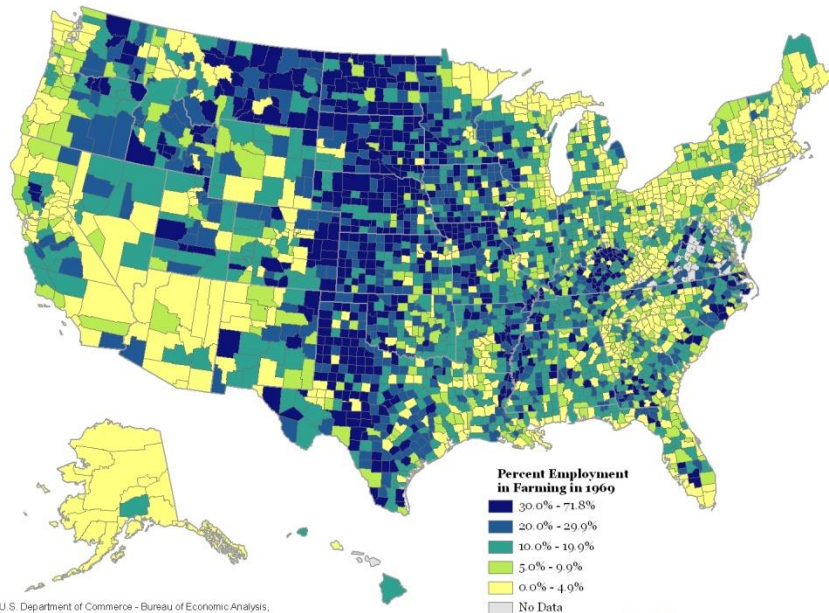 Percent Employment
in Farming in 1969
30.0% - 71.8%
20.0% - 29.9%
10.0% - 19.9%
5.0% - 9.9%
0.0% - 4.9%
No Data
U.S. Department of Commerce - Bureau of Economic Analysis,